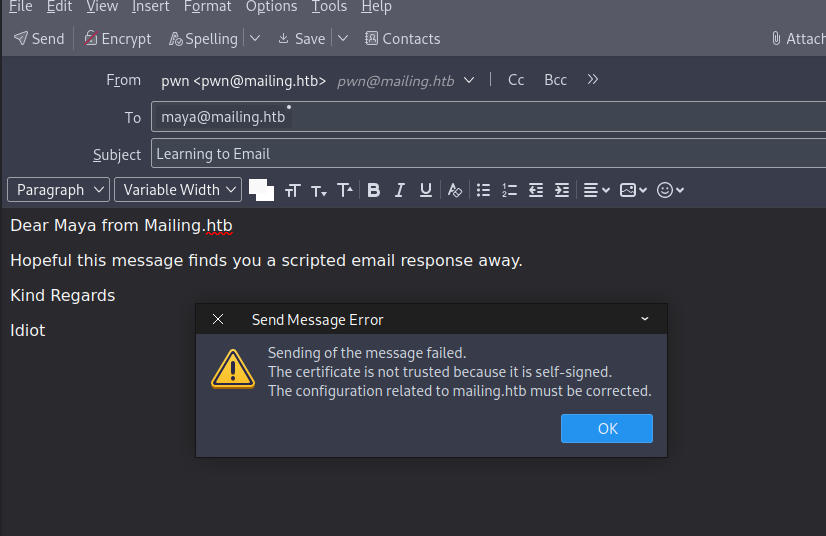 File Edit View Insert Format Options Tools Help
Send Encrypt Spelling Save Contacts Attach
From pwn <pwn@mailing.htb> pwn@mailing.htb Cc Bcc
To maya@mailing.htb
Subject Learning to Email
Paragraph Variable Width
Dear Maya from Mailing.htb
Hopeful this message finds you a scripted email response away.
Kind Regards
Idiot
Send Message Error
Sending of the message failed.
The certificate is not trusted because it is self-signed.
The configuration related to mailing.htb must be corrected.
OK